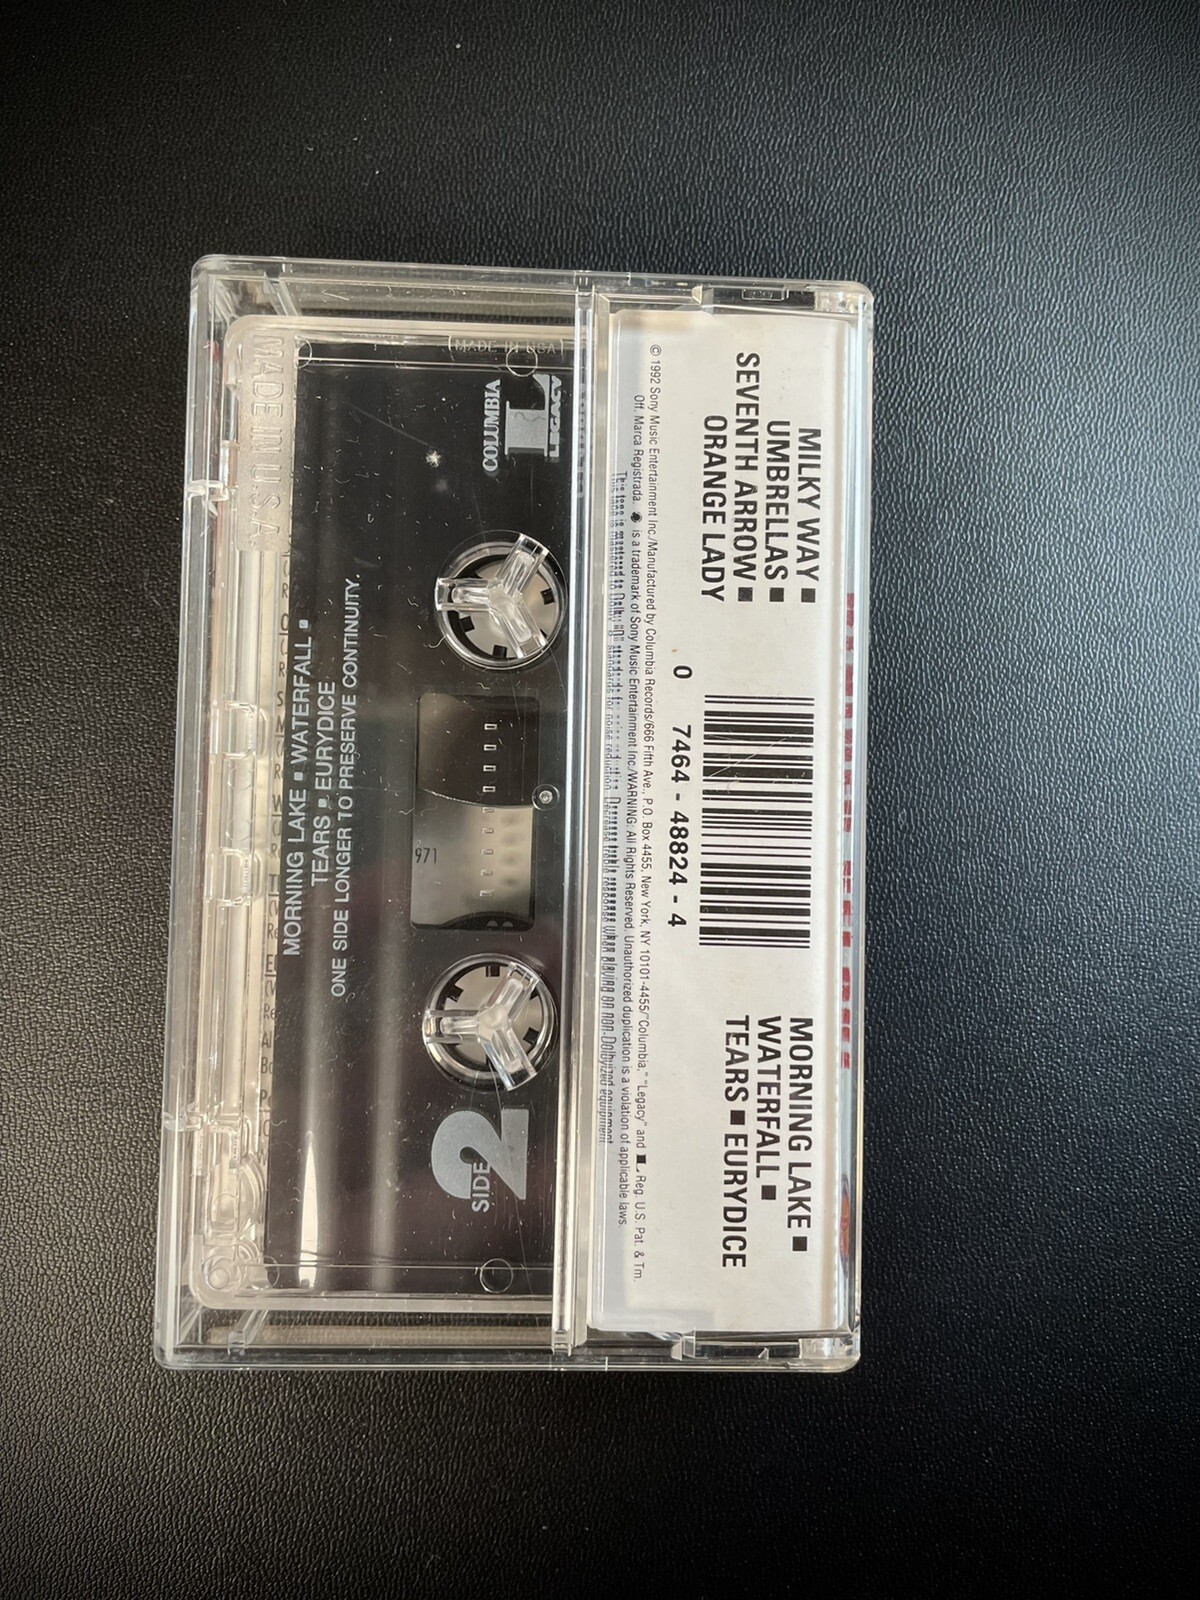 MILKY WAY ■
UMBRELLAS ■
SEVENTH ARROW ■
ORANGE LADY
0 7464 - 48824 - 4
MORNING LAKE ■
WATERFALL ■
TEARS ■ EURYDICE
© 1992 Sony Music Entertainment Inc./Manufactured by Columbia Records/666 Fifth Ave., P.O. Box 4455, New York, NY 10101-4455/"Columbia," "Legacy" and Reg. U.S. Pat. & Tm.
Off. Marca Registrada. is a trademark of Sony Music Entertainment Inc./WARNING: All Rights Reserved. Unauthorized duplication is a violation of applicable laws.
MADE IN USA
LEGACY
COLUMBIA
971
SIDE 2
MORNING LAKE ■ WATERFALL ■
TEARS ■ EURYDICE
ONE SIDE LONGER TO PRESERVE CONTINUITY.
MADE IN U.S.A.